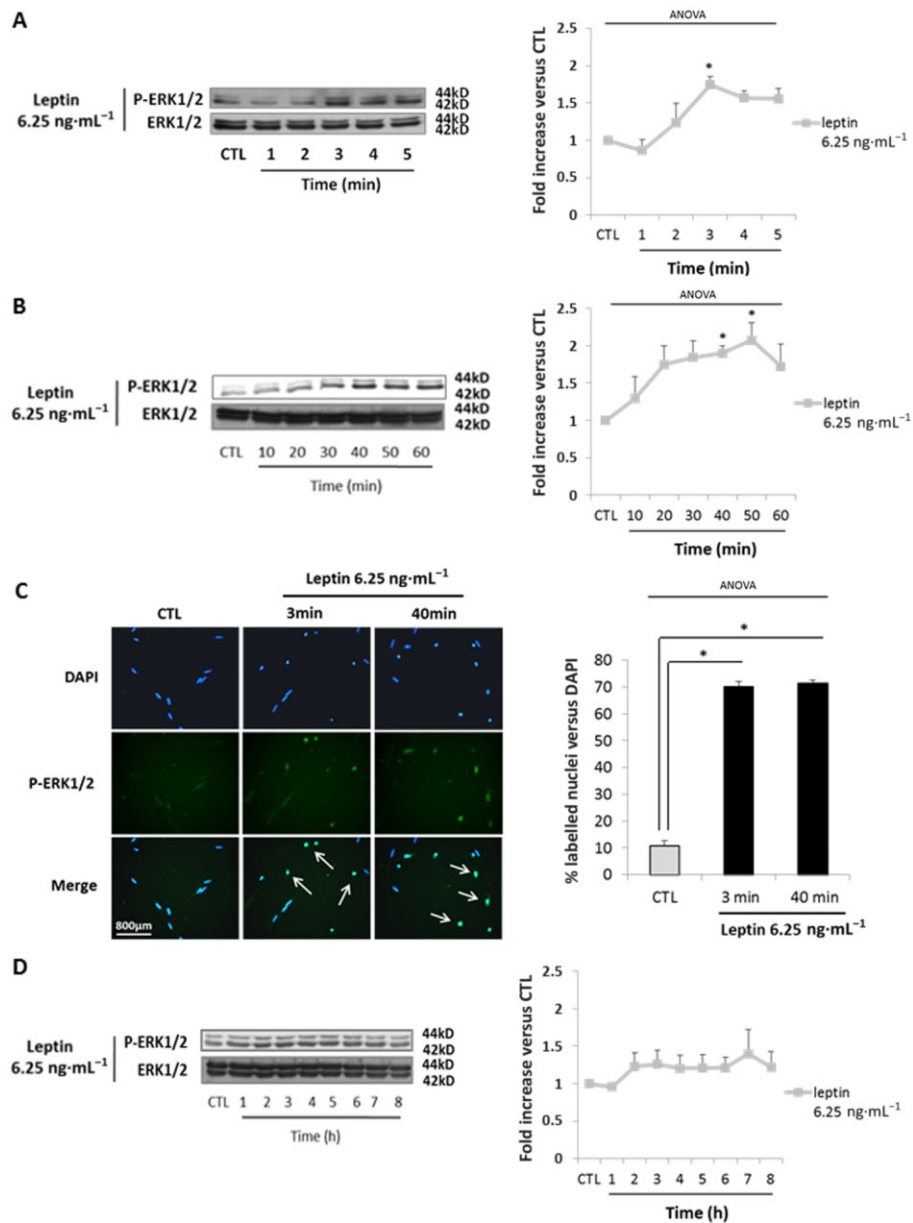 A
Leptin
6.25 ng·mL⁻¹
P-ERK1/2
ERK1/2
44kD
42kD
44kD
42kD
CTL 1 2 3 4 5
Time (min)
ANOVA
Fold increase versus CTL
2.5
2
1.5
1
0.5
0
*
CTL 1 2 3 4 5
Time (min)
leptin
6.25 ng·mL⁻¹
B
Leptin
6.25 ng·mL⁻¹
P-ERK1/2
ERK1/2
44kD
42kD
44kD
42kD
CTL 10 20 30 40 50 60
Time (min)
ANOVA
Fold increase versus CTL
2.5
2
1.5
1
0.5
0
* *
CTL 10 20 30 40 50 60
Time (min)
leptin
6.25 ng·mL⁻¹
C
Leptin 6.25 ng·mL⁻¹
CTL 3min 40min
DAPI
P-ERK1/2
Merge
800µm
ANOVA
% labelled nuclei versus DAPI
80
70
60
50
40
30
20
10
0
*
*
CTL 3 min 40 min
Leptin 6.25 ng·mL⁻¹
D
Leptin
6.25 ng·mL⁻¹
P-ERK1/2
ERK1/2
44kD
42kD
44kD
42kD
CTL 1 2 3 4 5 6 7 8
Time (h)
Fold increase versus CTL
2.5
2
1.5
1
0.5
0
CTL 1 2 3 4 5 6 7 8
Time (h)
leptin
6.25 ng·mL⁻¹